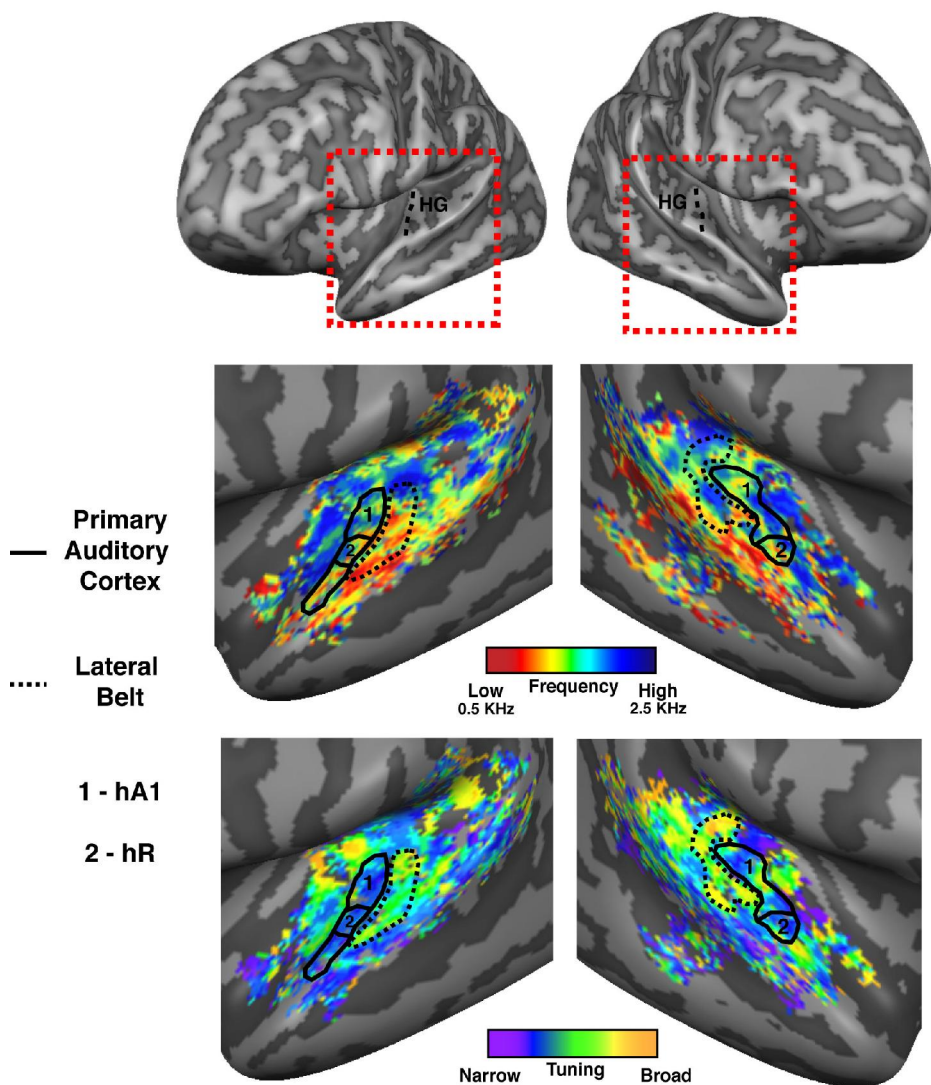 HG
HG
1
2
1
2
Primary
Auditory
Cortex
Lateral
Belt
Low
Frequency
High
0.5 KHz
2.5 KHz
1 - hA1
2 - hR
1
2
1
2
Narrow
Tuning
Broad